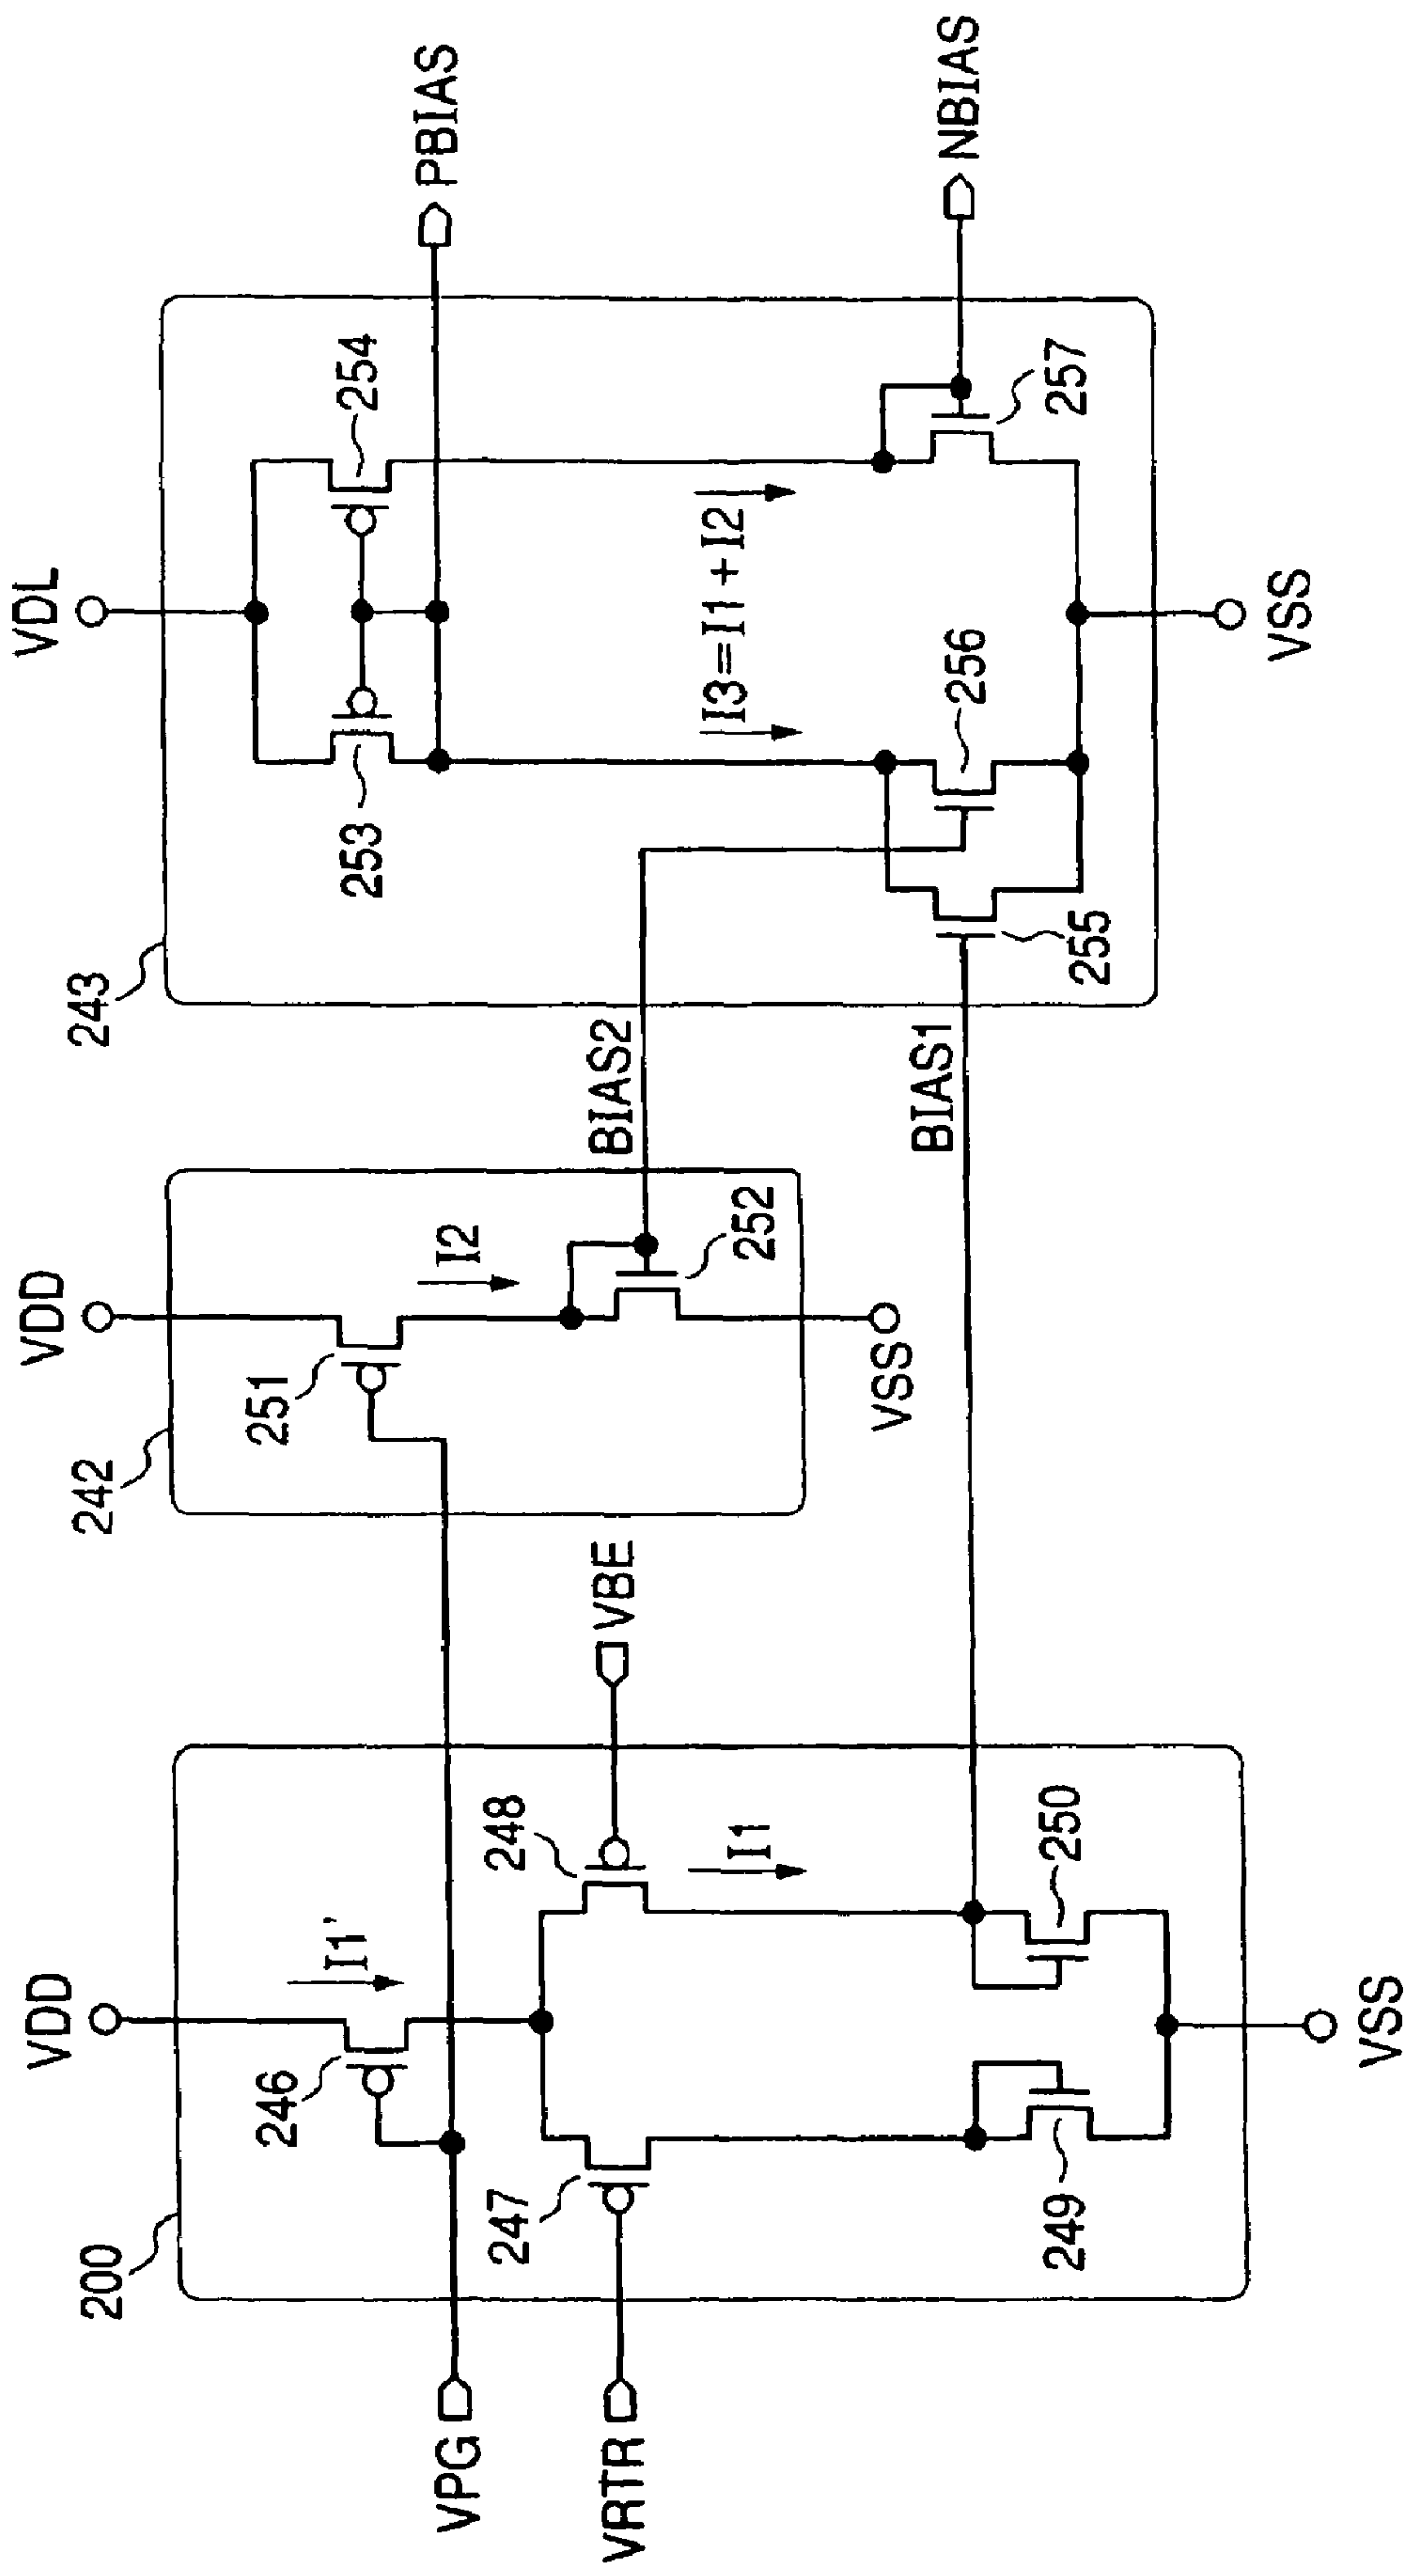 VDD
VDD
VDL
200
242
243
246
I1'
251
I2
253
254
VPG
PBIAS
VRTR
247
248
VBE
BIAS2
I1
252
I3=I1+I2
VSS
BIAS1
256
NBIAS
249
250
255
257
VSS
VSS